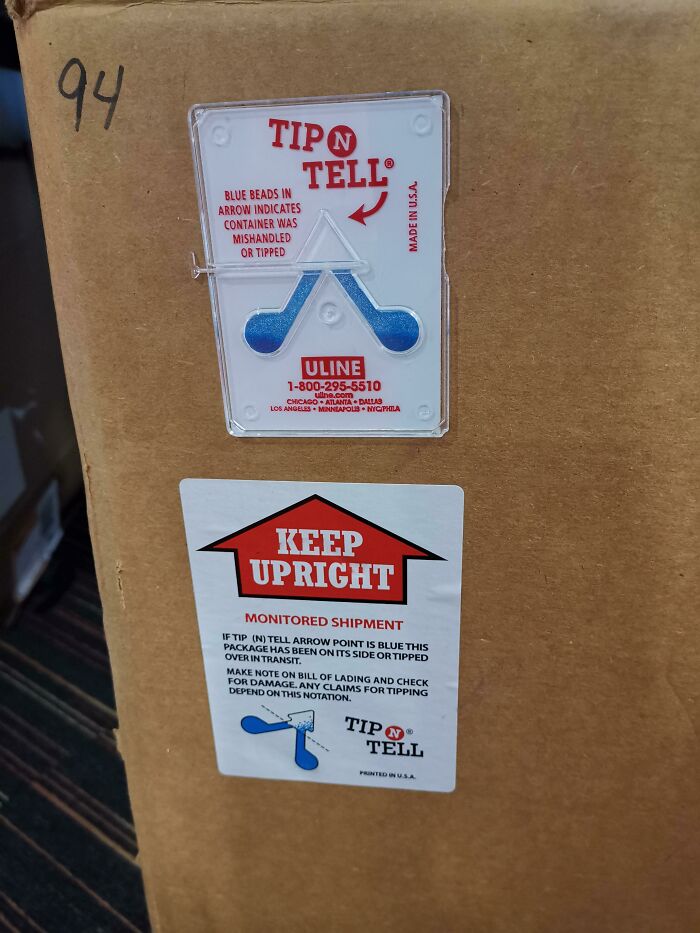 94
TIP N
TELL®
BLUE BEADS IN
ARROW INDICATES
CONTAINER WAS
MISHANDLED
OR TIPPED
MADE IN U.S.A.
ULINE
1-800-295-5510
uline.com
CHICAGO • ATLANTA • DALLAS
LOS ANGELES • MINNEAPOLIS • NYC/PHILA
KEEP
UPRIGHT
MONITORED SHIPMENT
IF TIP (N) TELL ARROW POINT IS BLUE THIS
PACKAGE HAS BEEN ON ITS SIDE OR TIPPED
OVER IN TRANSIT.
MAKE NOTE ON BILL OF LADING AND CHECK
FOR DAMAGE. ANY CLAIMS FOR TIPPING
DEPEND ON THIS NOTATION.
TIP N®
TELL
PRINTED IN U.S.A.